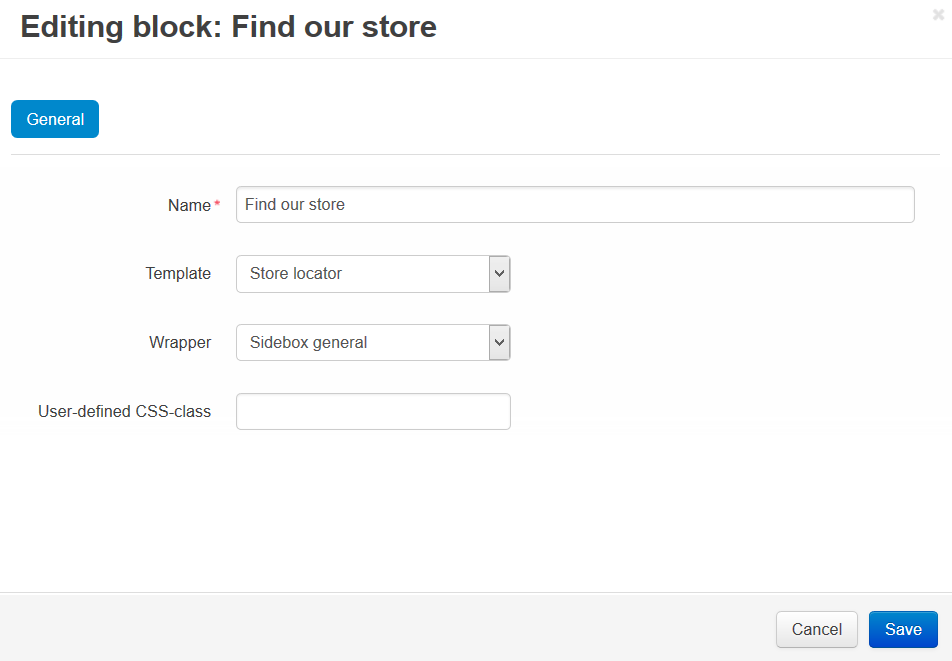 Editing block: Find our store
General
Name* Find our store
Template Store locator
Wrapper Sidebox general
User-defined CSS-class
Cancel Save